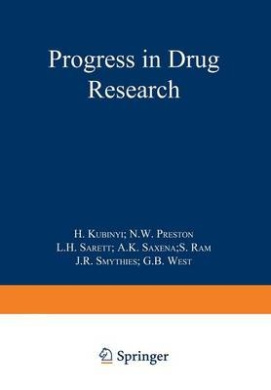 Progress in Drug
Research
H. KUBINYI; N.W. PRESTON
L.H. SARETT; A.K. SAXENA;S. RAM
J.R. SMYTHIES; G.B. WEST
Springer